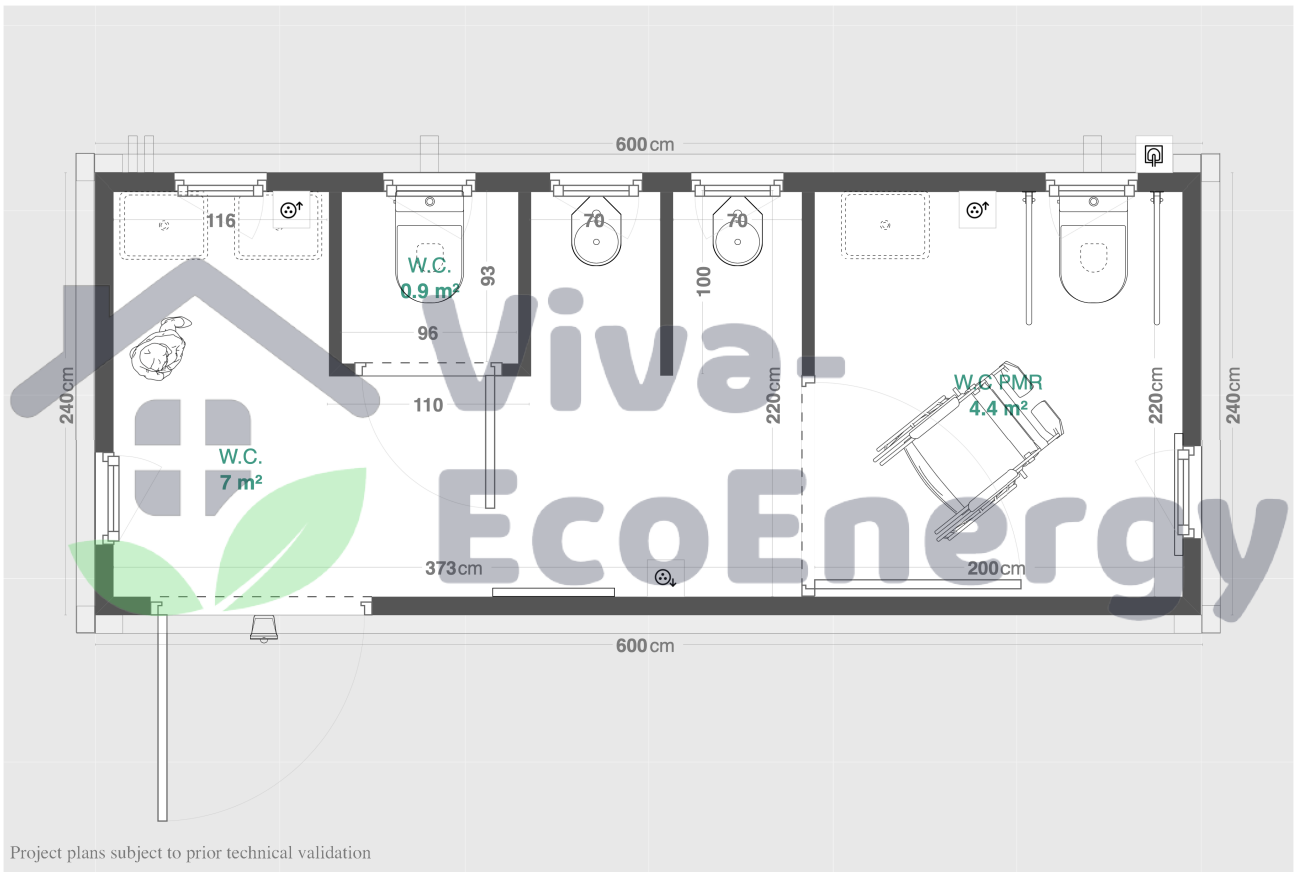 600cm
116
70
70
W.C.
0.9 m²
93
100
96
W.C PMR
4.4 m²
240cm
110
220cm
220cm
240cm
Viva-
EcoEnergy
W.C.
7 m²
373cm
200cm
600cm
Project plans subject to prior technical validation